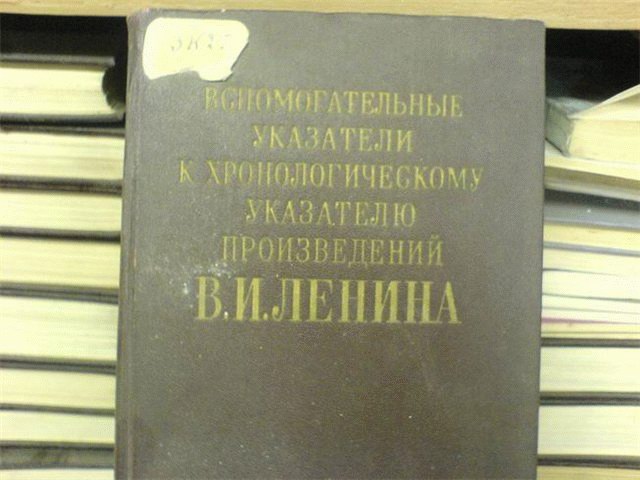 ВСПОМОГАТЕЛЬНЫЕ
УКАЗАТЕЛИ
К ХРОНОЛОГИЧЕСКОМУ
УКАЗАТЕЛЮ
ПРОИЗВЕДЕНИЙ
В.И.ЛЕНИНА